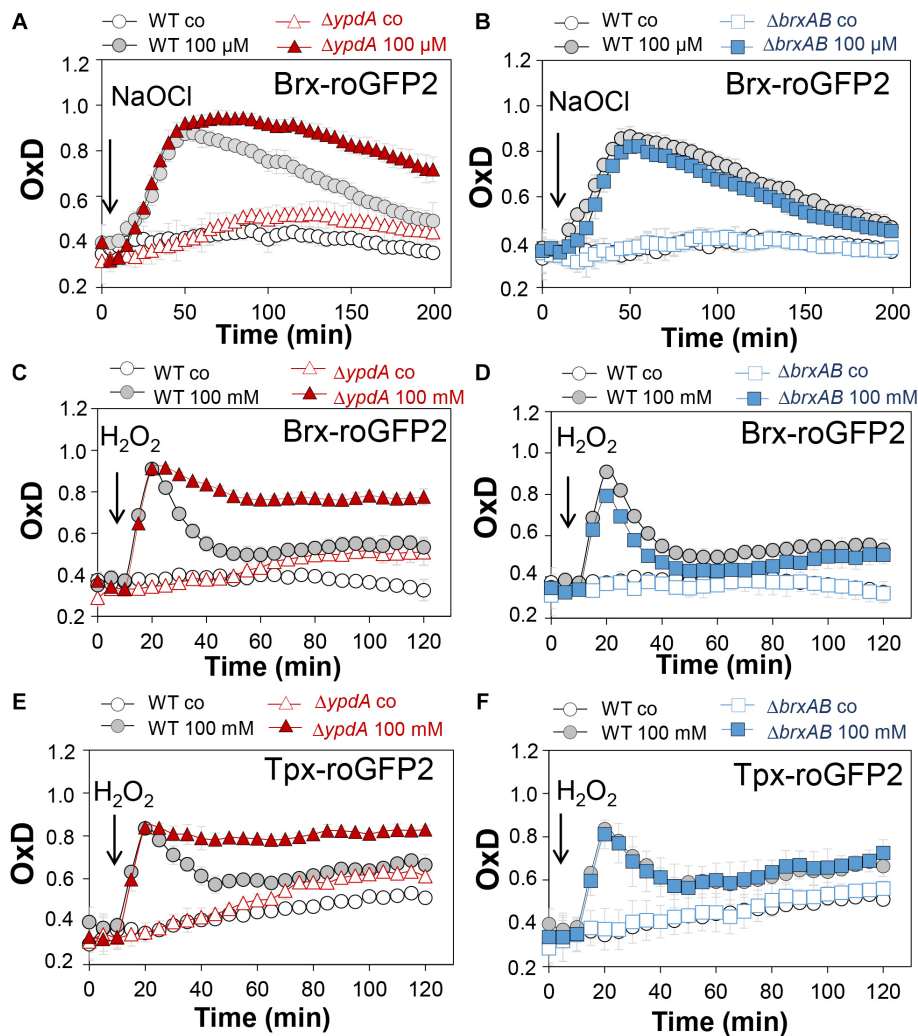 A
WT co
ΔypdA co
WT 100 µM
ΔypdA 100 µM
1.2
1.0
0.8
0.6
0.4
0.2
OxD
NaOCl
Brx-roGFP2
0 50 100 150 200
Time (min)
B
WT co
ΔbrxAB co
WT 100 µM
ΔbrxAB 100 µM
1.2
1.0
0.8
0.6
0.4
0.2
OxD
NaOCl
Brx-roGFP2
0 50 100 150 200
Time (min)
C
WT co
ΔypdA co
WT 100 mM
ΔypdA 100 mM
1.2
1.0
0.8
0.6
0.4
0.2
OxD
H₂O₂
Brx-roGFP2
0 20 40 60 80 100 120
Time (min)
D
WT co
ΔbrxAB co
WT 100 mM
ΔbrxAB 100 mM
1.2
1.0
0.8
0.6
0.4
0.2
OxD
H₂O₂
Brx-roGFP2
0 20 40 60 80 100 120
Time (min)
E
WT co
ΔypdA co
WT 100 mM
ΔypdA 100 mM
1.2
1.0
0.8
0.6
0.4
0.2
OxD
H₂O₂
Tpx-roGFP2
0 20 40 60 80 100 120
Time (min)
F
WT co
ΔbrxAB co
WT 100 mM
ΔbrxAB 100 mM
1.2
1.0
0.8
0.6
0.4
0.2
OxD
H₂O₂
Tpx-roGFP2
0 20 40 60 80 100 120
Time (min)